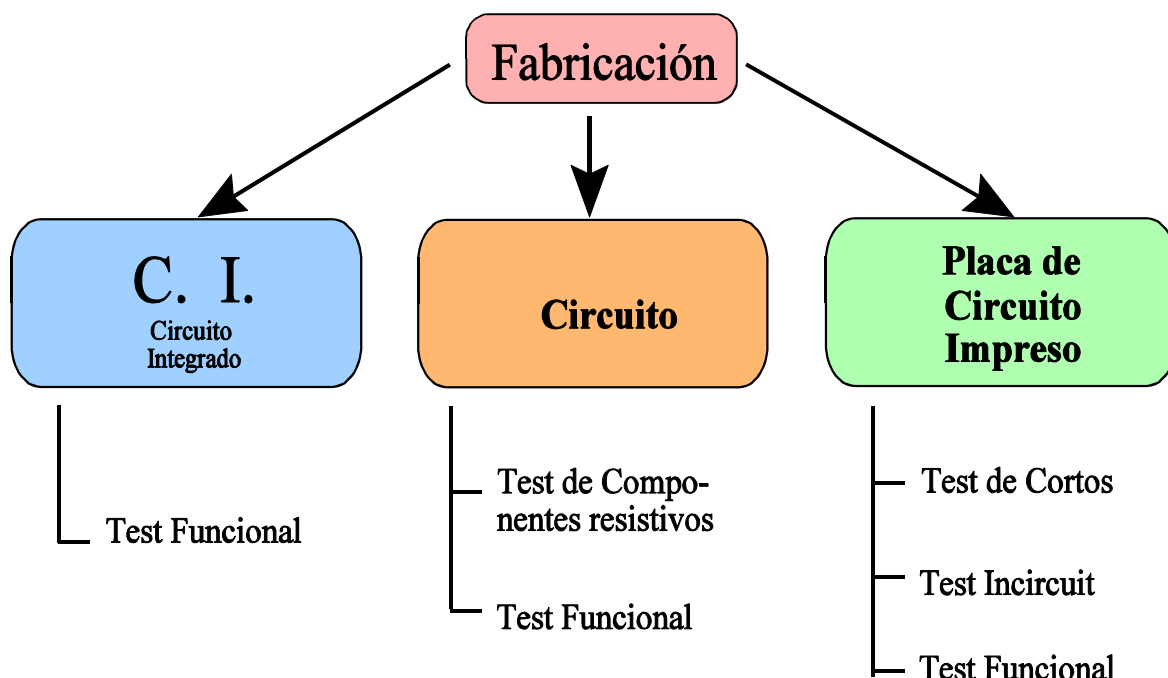 Fabricación
C. I.
Circuito
Integrado
Test Funcional
Circuito
Test de Compo-
nentes resistivos
Test Funcional
Placa de
Circuito
Impreso
Test de Cortos
Test Incircuit
Test Funcional